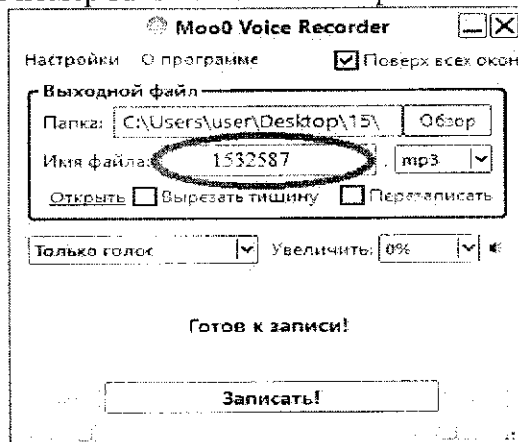 Moo0 Voice Recorder
Настройки О программе Поверх всех окон
Выходной файл
Папка: C:\Users\user\Desktop\15\ Обзор
Имя файла: 1532587 . mp3
Открыть Вырезать тишину Перезаписать
Только голос Увеличить: 0%
Готов к записи!
Записать!